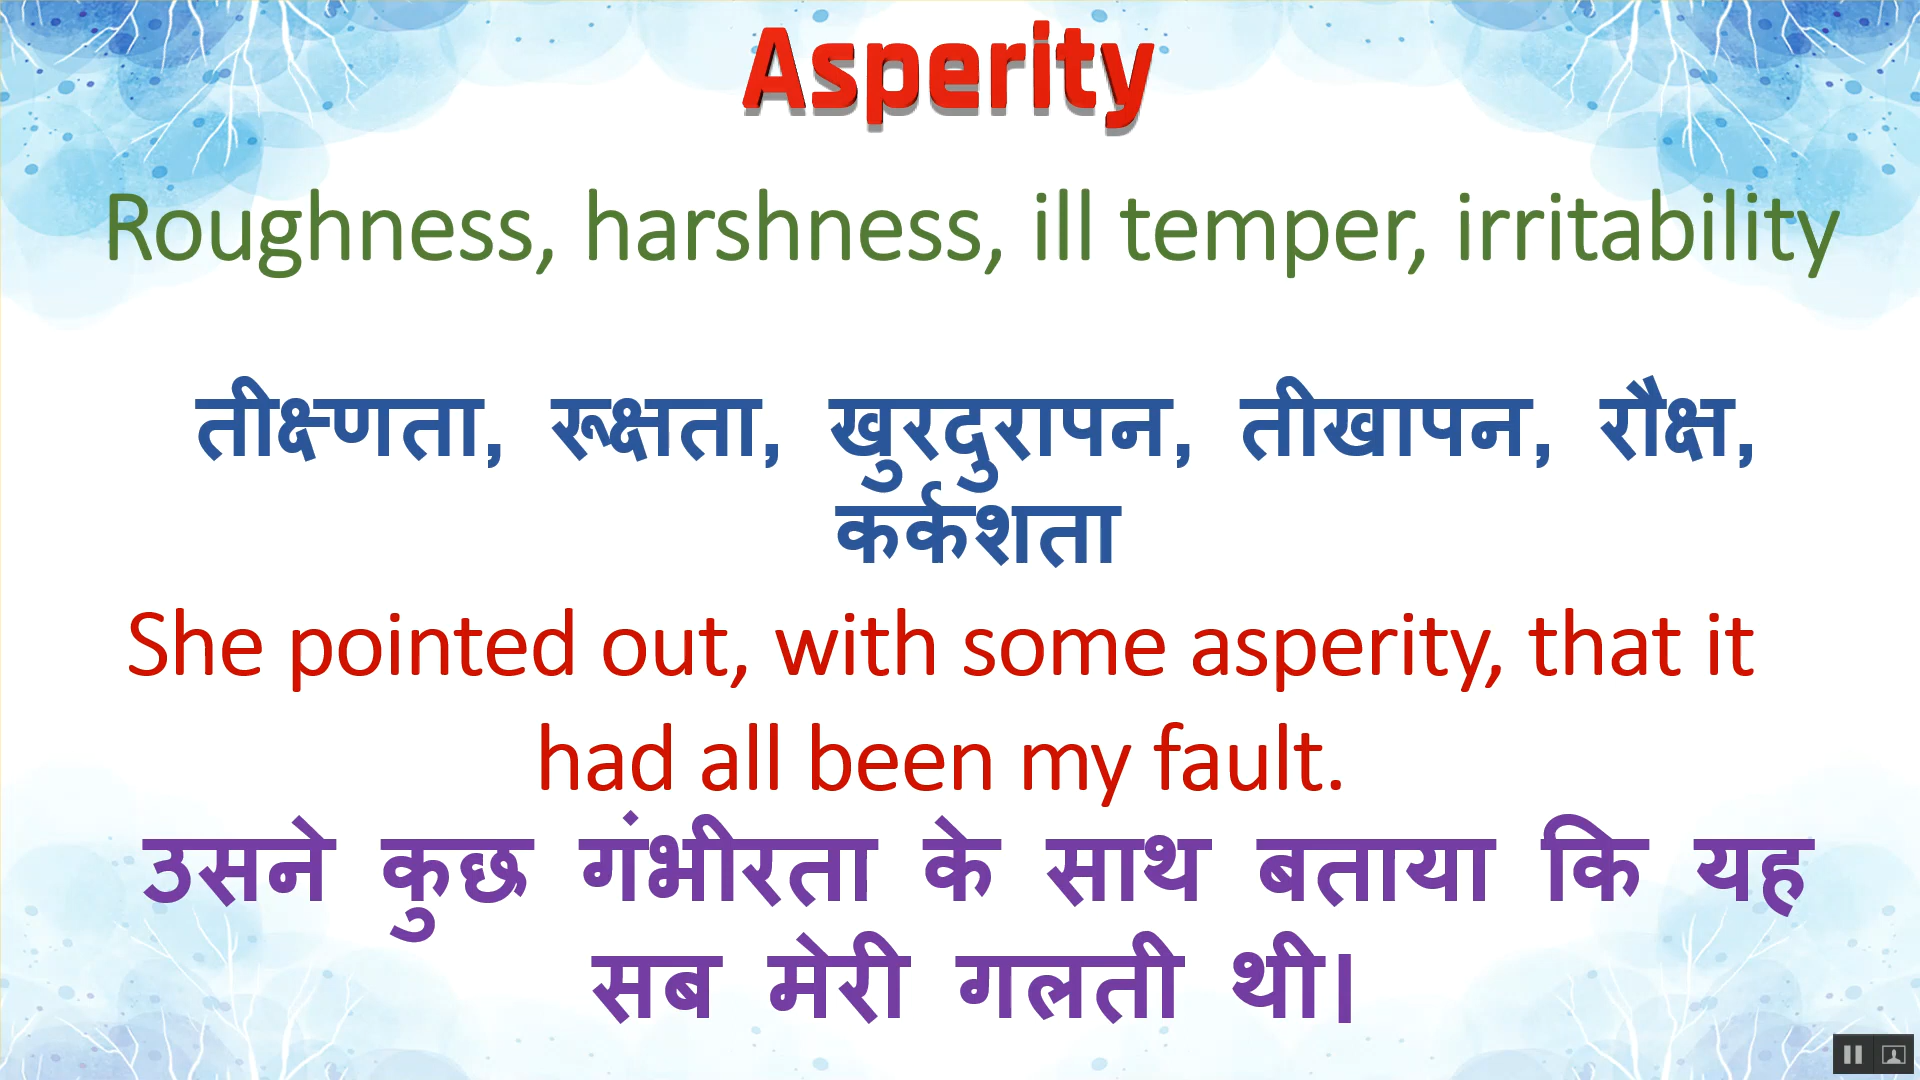 Asperity
Roughness, harshness, ill temper, irritability
तीक्ष्णता, रूक्षता, खुरदुरापन, तीखापन, रौक्ष,
कर्कशता
She pointed out, with some asperity, that it
had all been my fault.
उसने कुछ गंभीरता के साथ बताया कि यह
सब मेरी गलती थी।